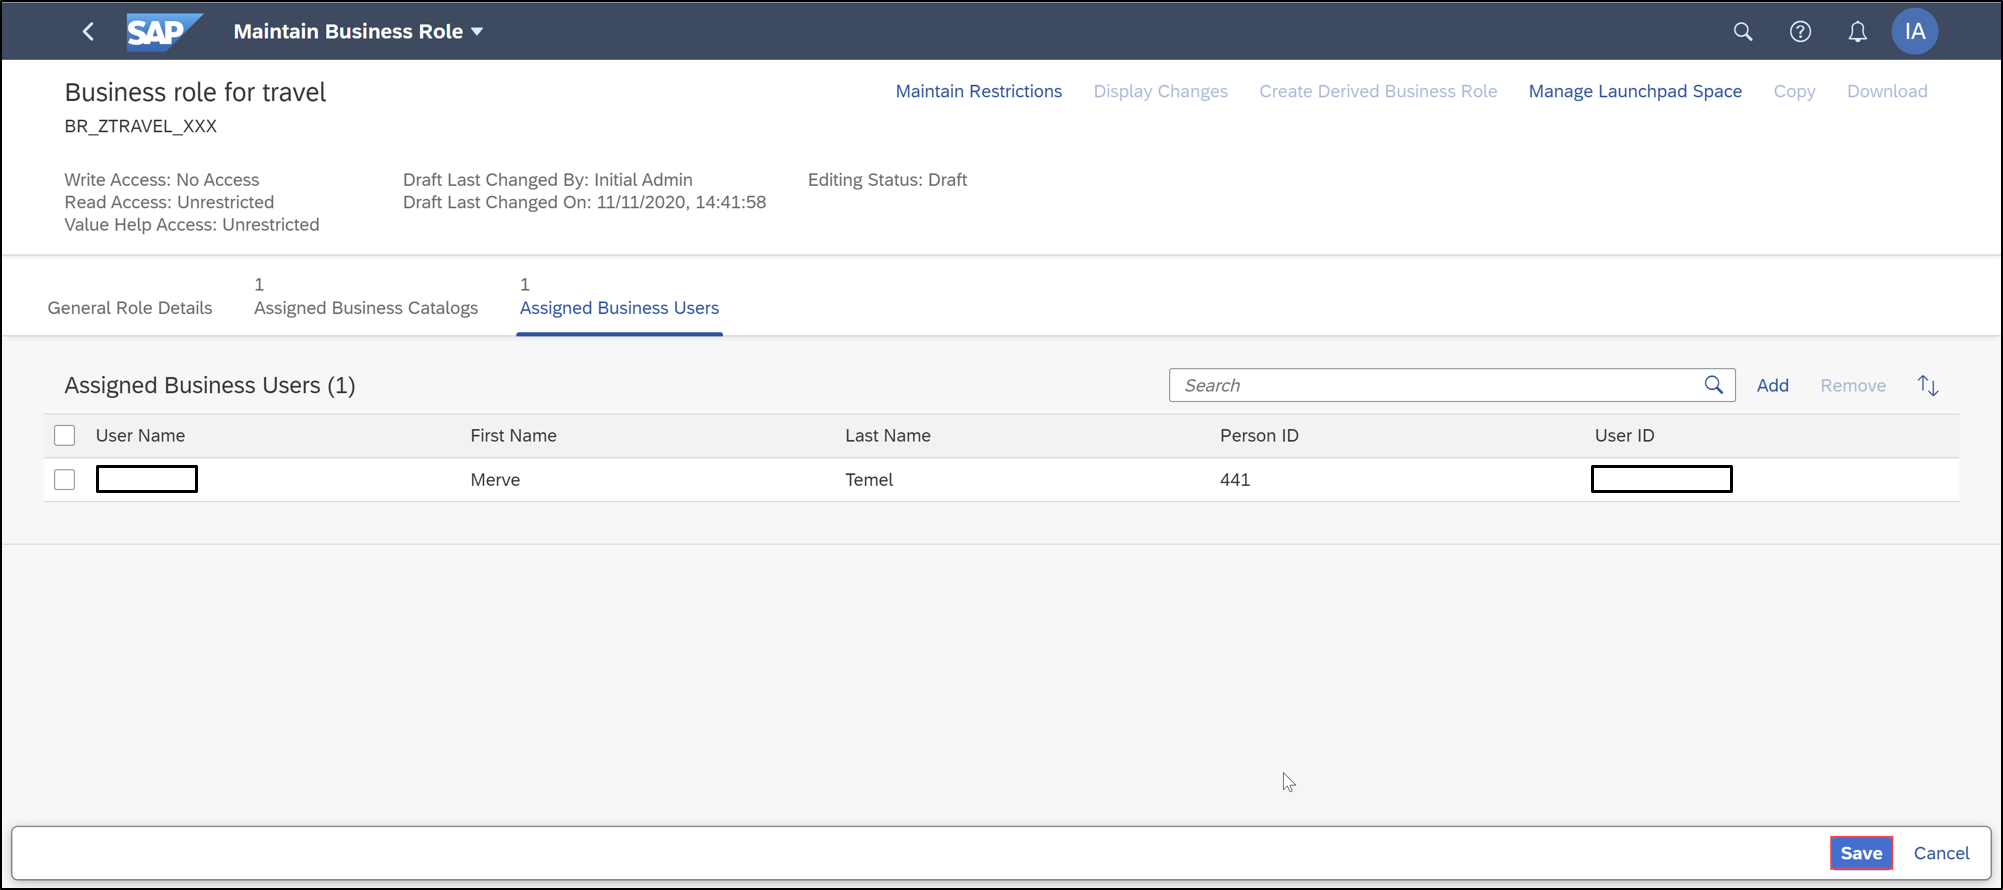 SAP Maintain Business Role IA
Business role for travel Maintain Restrictions Display Changes Create Derived Business Role Manage Launchpad Space Copy Download
BR_ZTRAVEL_XXX
Write Access: No Access Draft Last Changed By: Initial Admin Editing Status: Draft
Read Access: Unrestricted Draft Last Changed On: 11/11/2020, 14:41:58
Value Help Access: Unrestricted
1 1
General Role Details Assigned Business Catalogs Assigned Business Users
Assigned Business Users (1) Search Add Remove
User Name First Name Last Name Person ID User ID
Merve Temel 441
Save Cancel